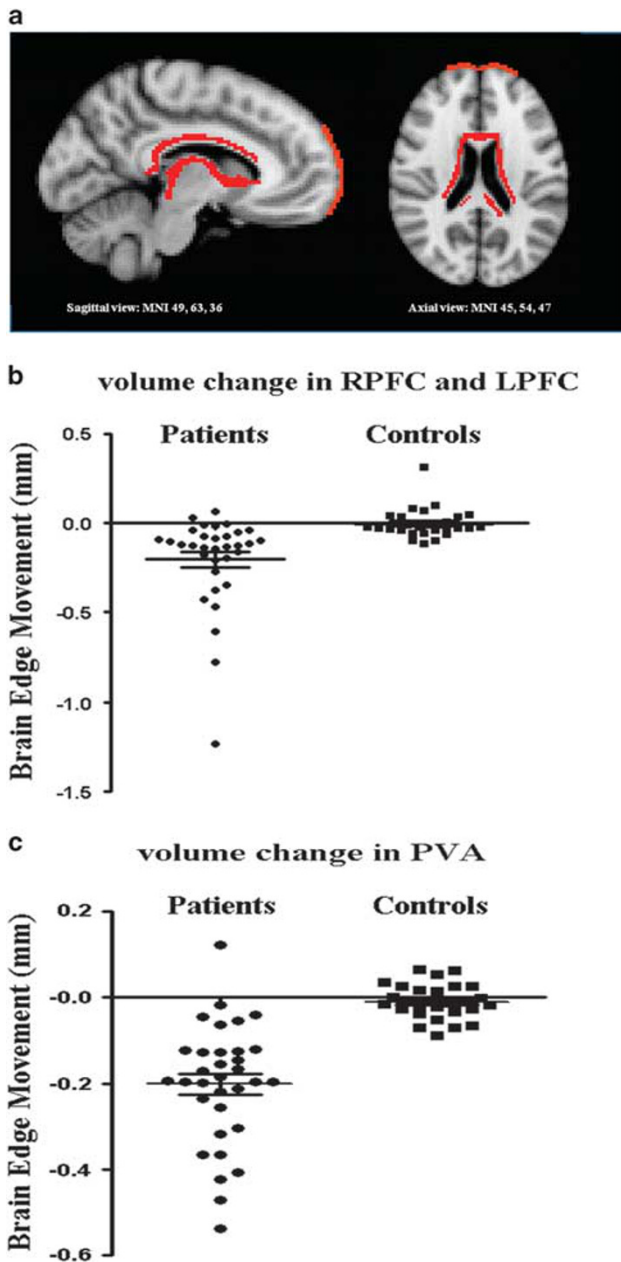 a
Sagittal view: MNI 49, 63, 36
Axial view: MNI 45, 54, 47
b
volume change in RPFC and LPFC
Patients
Controls
Brain Edge Movement (mm)
0.5
0.0
-0.5
-1.0
-1.5
c
volume change in PVA
Patients
Controls
Brain Edge Movement (mm)
0.2
-0.0
-0.2
-0.4
-0.6